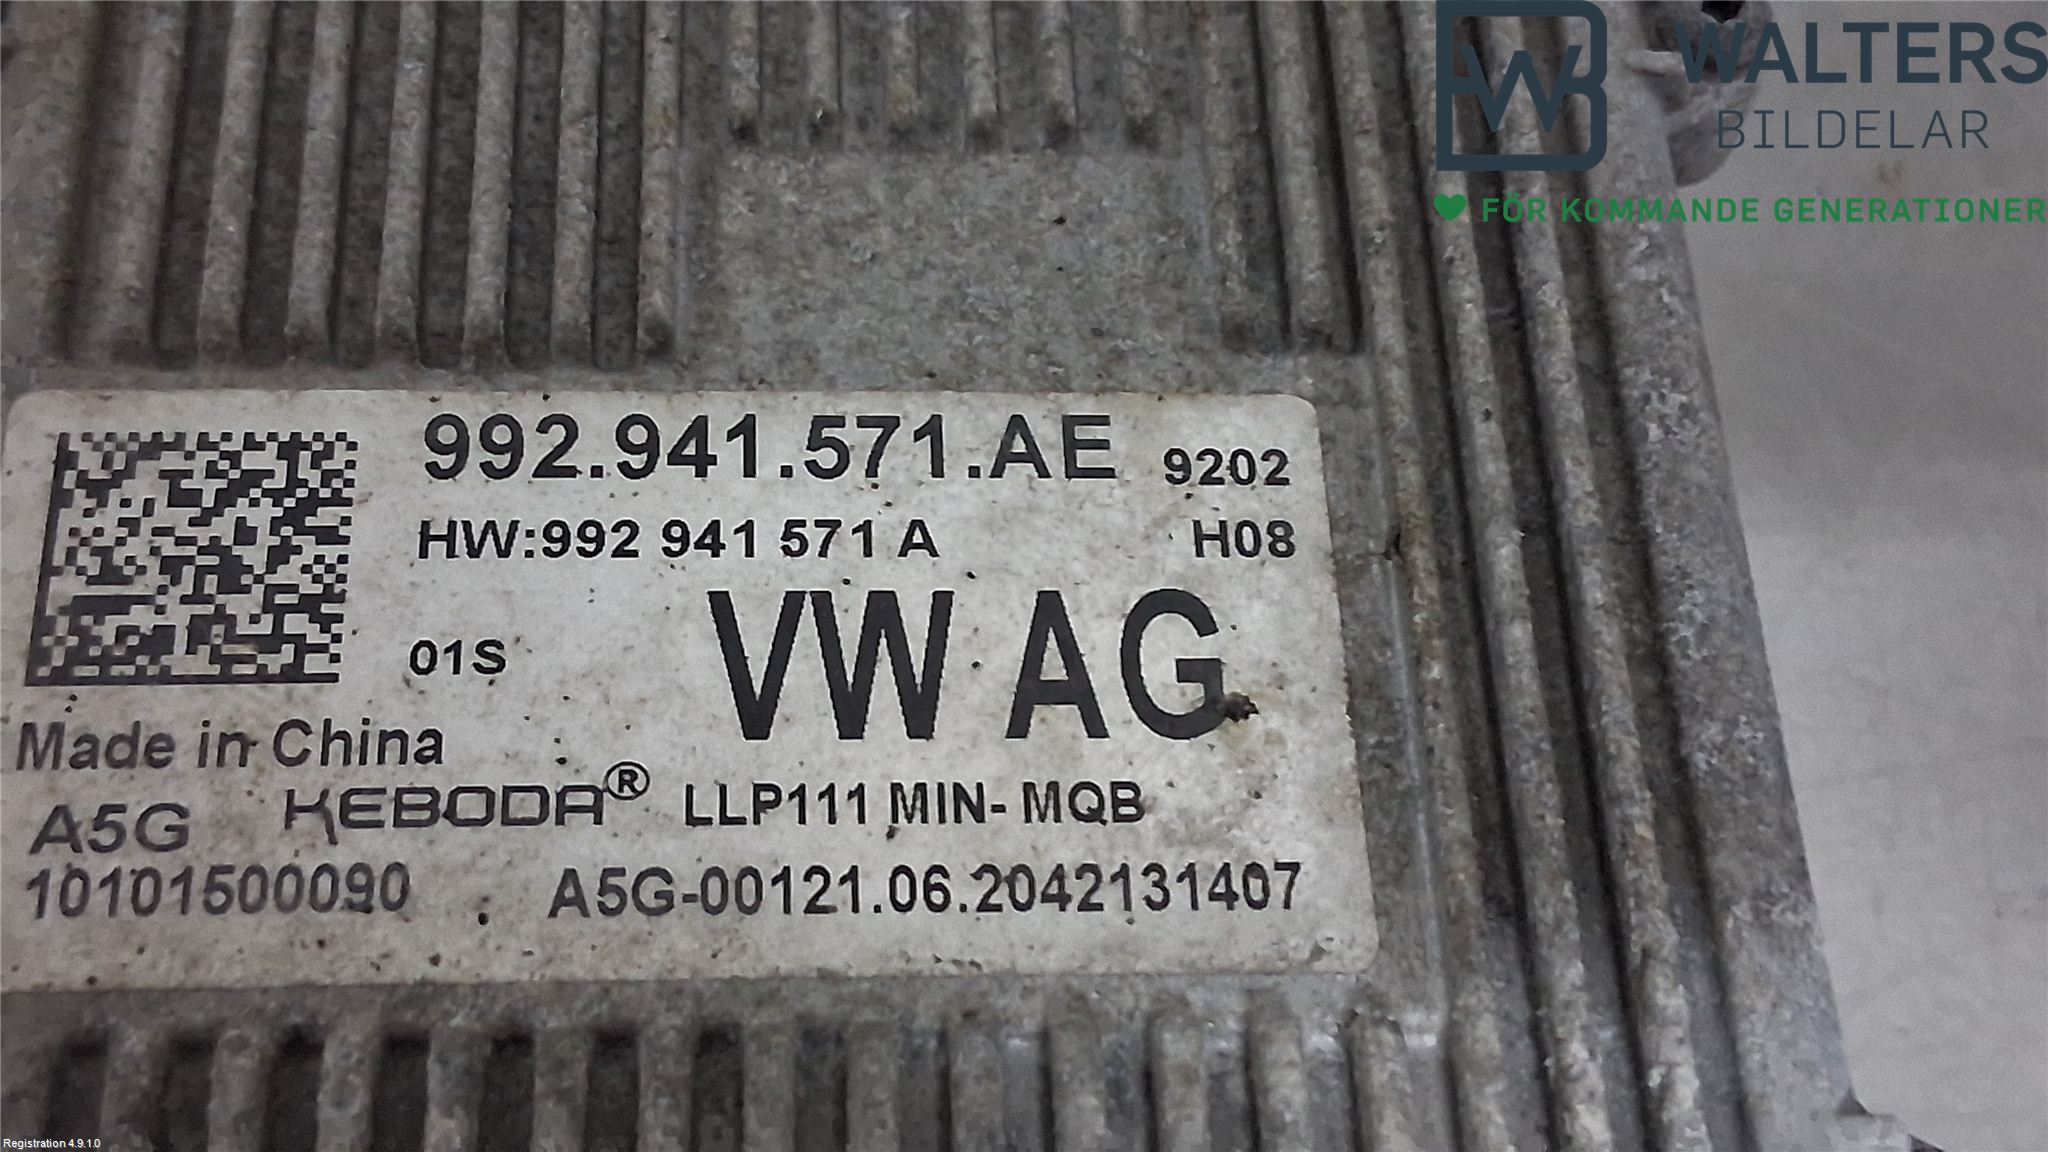 WALTERS
BILDELAR
FÖR KOMMANDE GENERATIONER
992.941.571.AE 9202
HW:992 941 571 A H08
01S VW AG
Made in China
A5G KEBODA® LLP111 MIN- MQB
10101500090 A5G-00121.06.2042131407
Registration 4.9.1.0